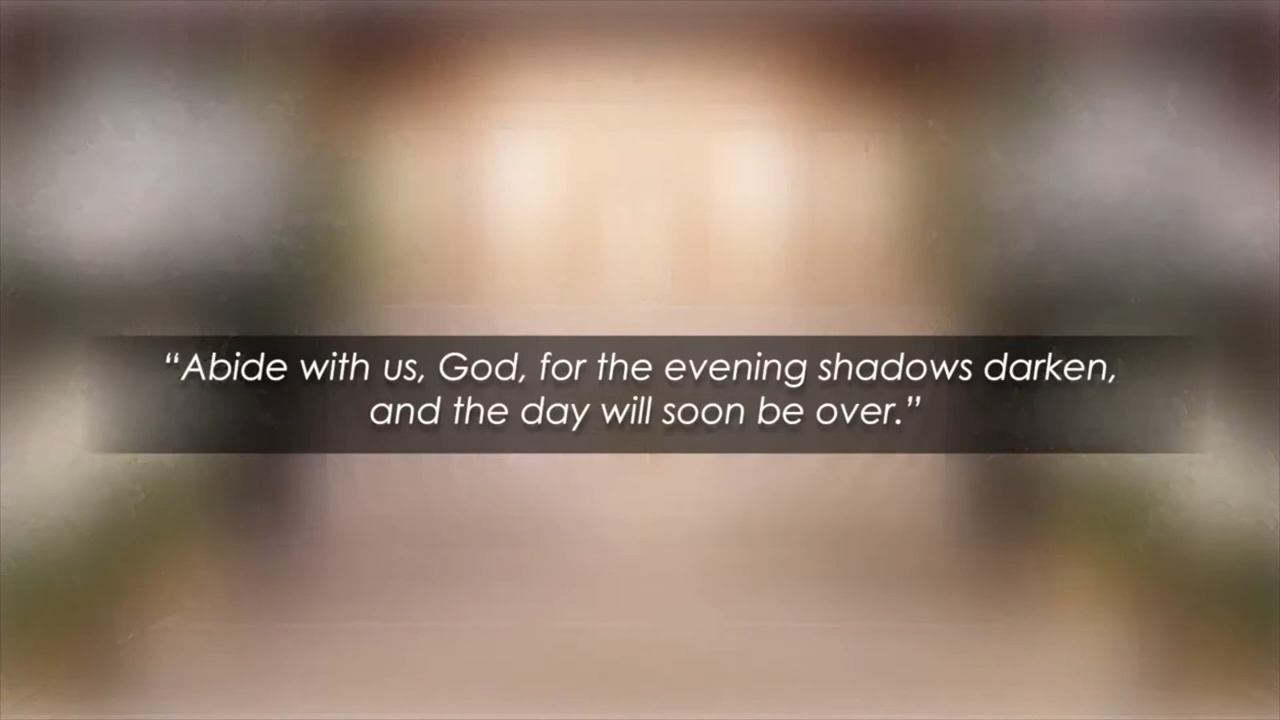 “Abide with us, God, for the evening shadows darken,
and the day will soon be over.”